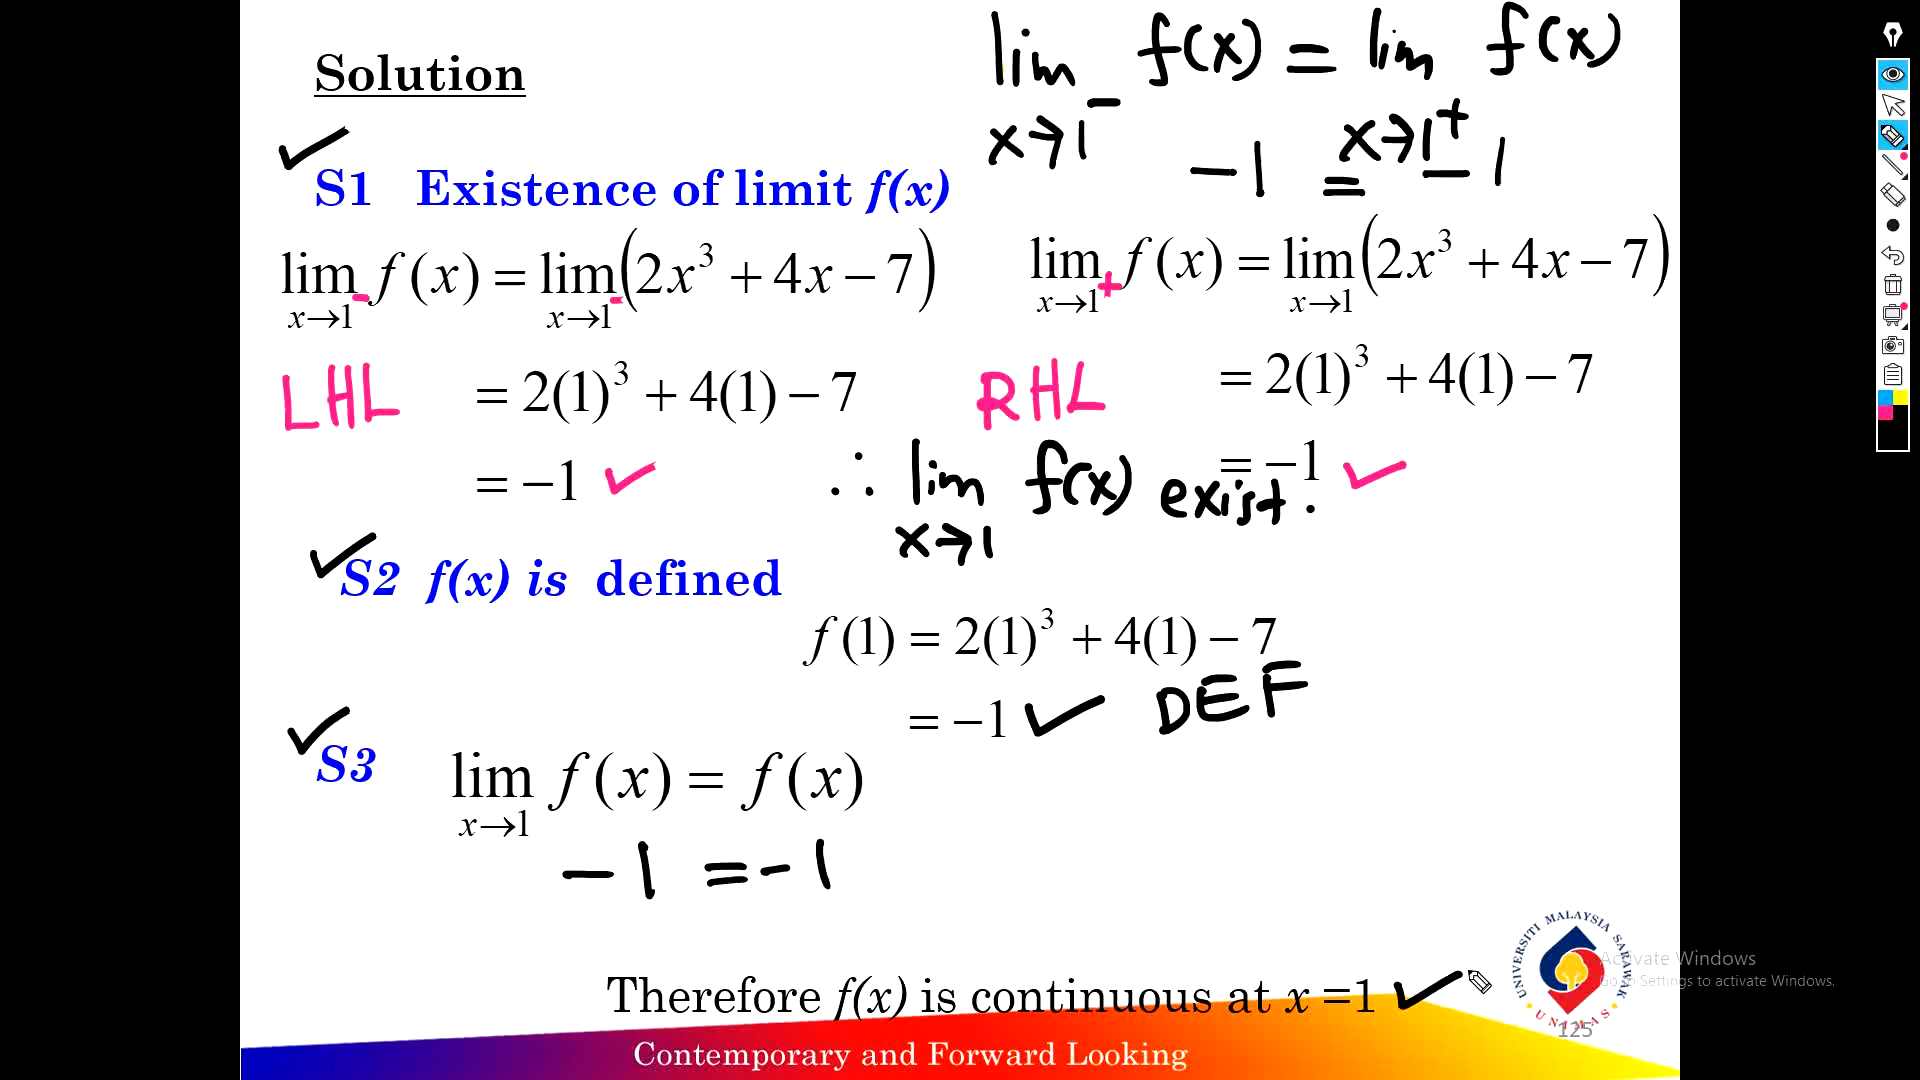 Solution
lim f(x) = lim f(x)
x→1⁻ x→1⁺
-1 = -1
S1 Existence of limit f(x)
lim f(x) = lim (2x³ + 4x − 7)
x→1⁻ x→1⁻
lim f(x) = lim (2x³ + 4x − 7)
x→1⁺ x→1
LHL = 2(1)³ + 4(1) − 7
RHL = 2(1)³ + 4(1) − 7
= −1
= −1
∴ lim f(x) exist.
x→1
S2 f(x) is defined
f(1) = 2(1)³ + 4(1) − 7
= −1 DEF
S3 lim f(x) = f(x)
x→1
-1 = -1
UNIVERSITI MALAYSIA SARAWAK
UNIMAS
Activate Windows
Go to Settings to activate Windows.
Therefore f(x) is continuous at x =1
125
Contemporary and Forward Looking